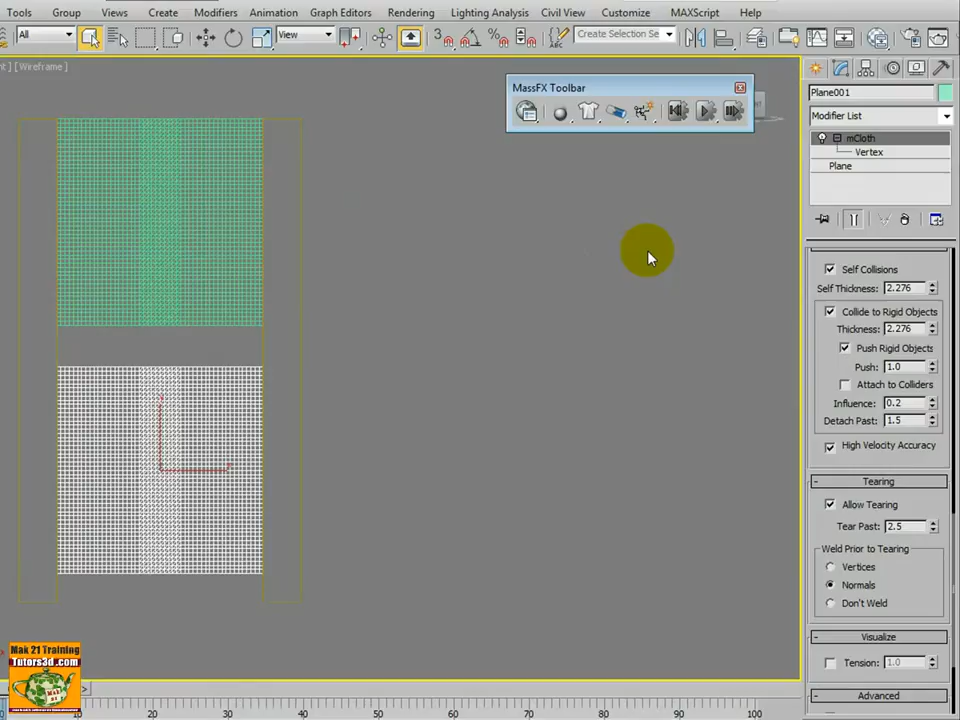 Tools Group Views Create Modifiers Animation Graph Editors Rendering Lighting Analysis Civil View Customize MAXScript Help
All View 3 Create Selection Se
] [Wireframe]
MassFX Toolbar
Plane001
Modifier List
mCloth
Vertex
Plane
Self Collisions
Self Thickness: 2.276
Collide to Rigid Objects
Thickness: 2.276
Push Rigid Objects
Push: 1.0
Attach to Colliders
Influence: 0.2
Detach Past: 1.5
High Velocity Accuracy
- Tearing
Allow Tearing
Tear Past: 2.5
Weld Prior to Tearing
Vertices
Normals
Don't Weld
- Visualize
Tension: 1.0
- Advanced
Mak 21 Training
Tutors3d.com
Mak
21
10 20 30 40 50 60 70 80 90 100